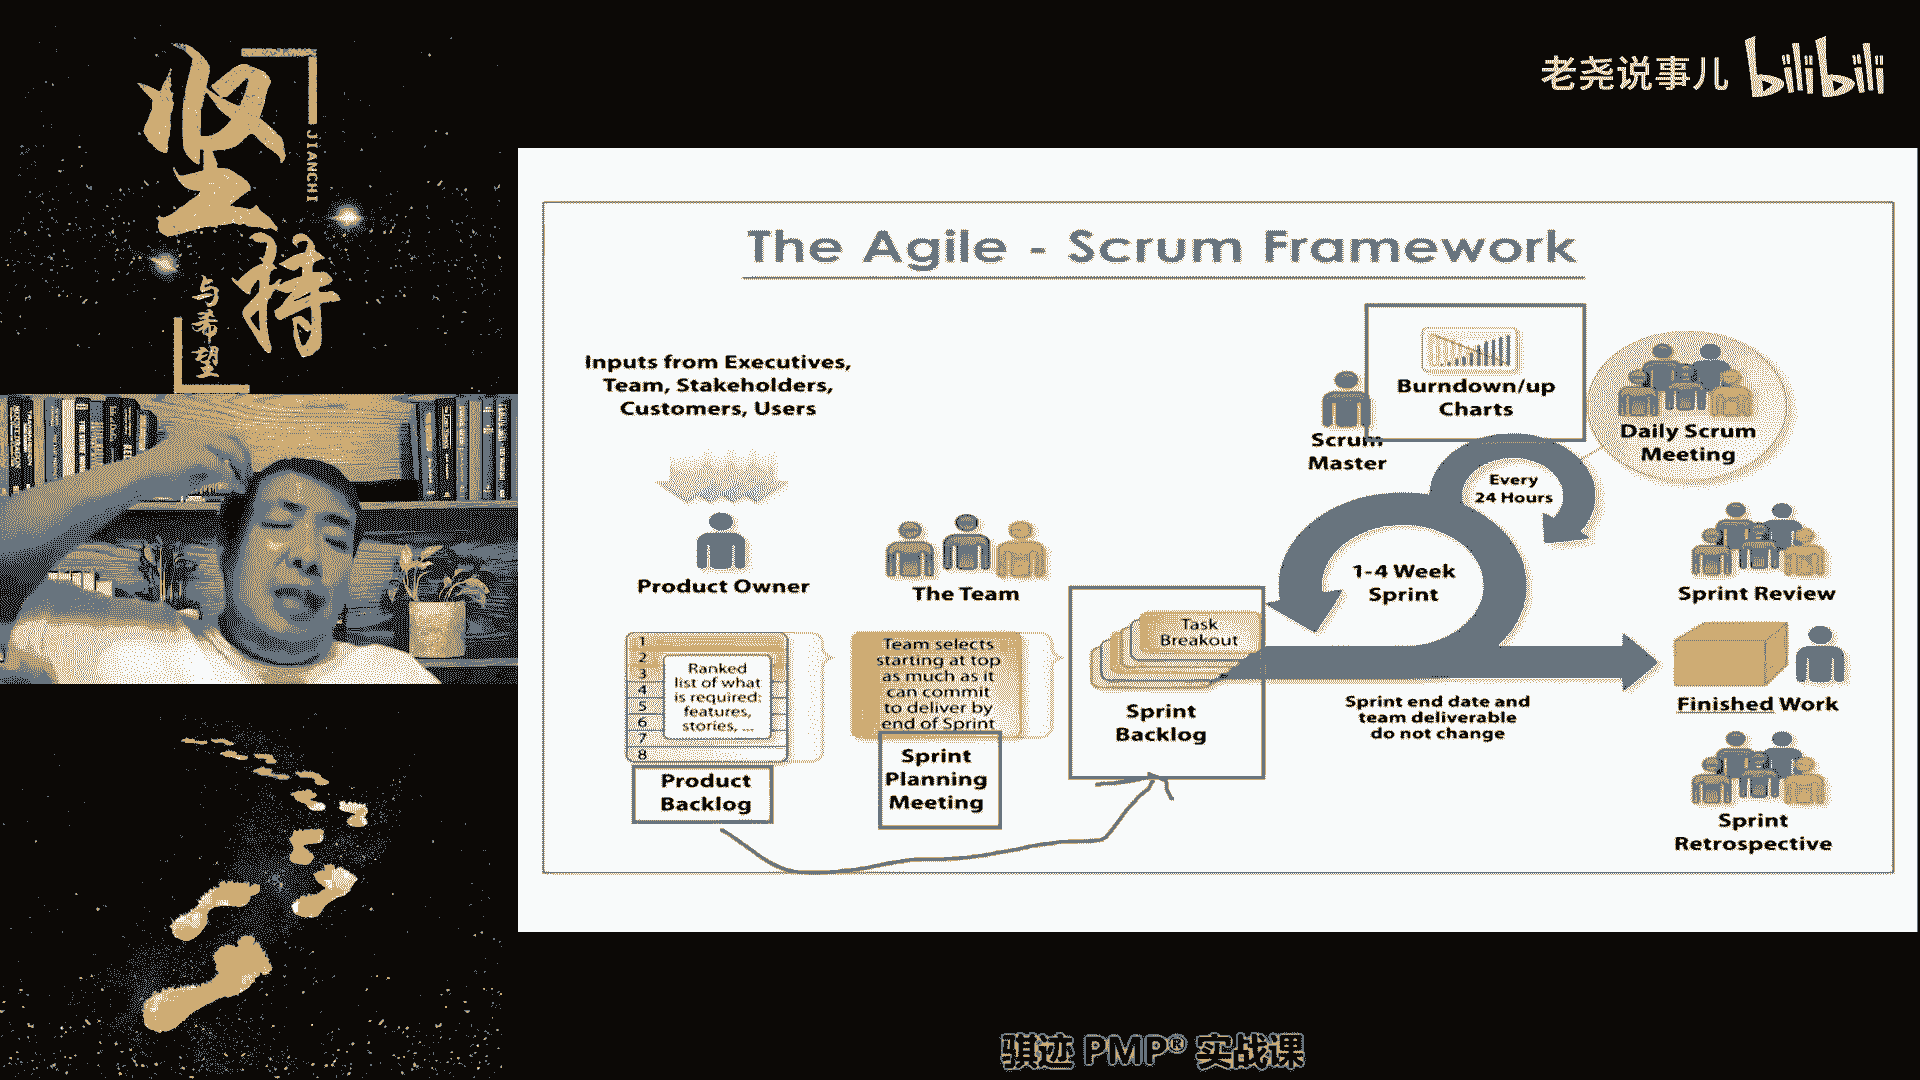 坚持
JIANCHI
与希望
老尧说事儿 bilibili
The Agile - Scrum Framework
Inputs from Executives,
Team, Stakeholders,
Customers, Users
Product Owner
The Team
1
2
3
4
5
6
7
8
Ranked
list of what
is required:
features,
stories, ...
Product
Backlog
Team selects
starting at top
as much as it
can commit
to deliver by
end of Sprint
Sprint
Planning
Meeting
Task
Breakout
Sprint
Backlog
Scrum
Master
Burndown/up
Charts
Every
24 Hours
1-4 Week
Sprint
Sprint end date and
team deliverable
do not change
Daily Scrum
Meeting
Sprint Review
Finished Work
Sprint
Retrospective
骐迹 PMP® 实战课